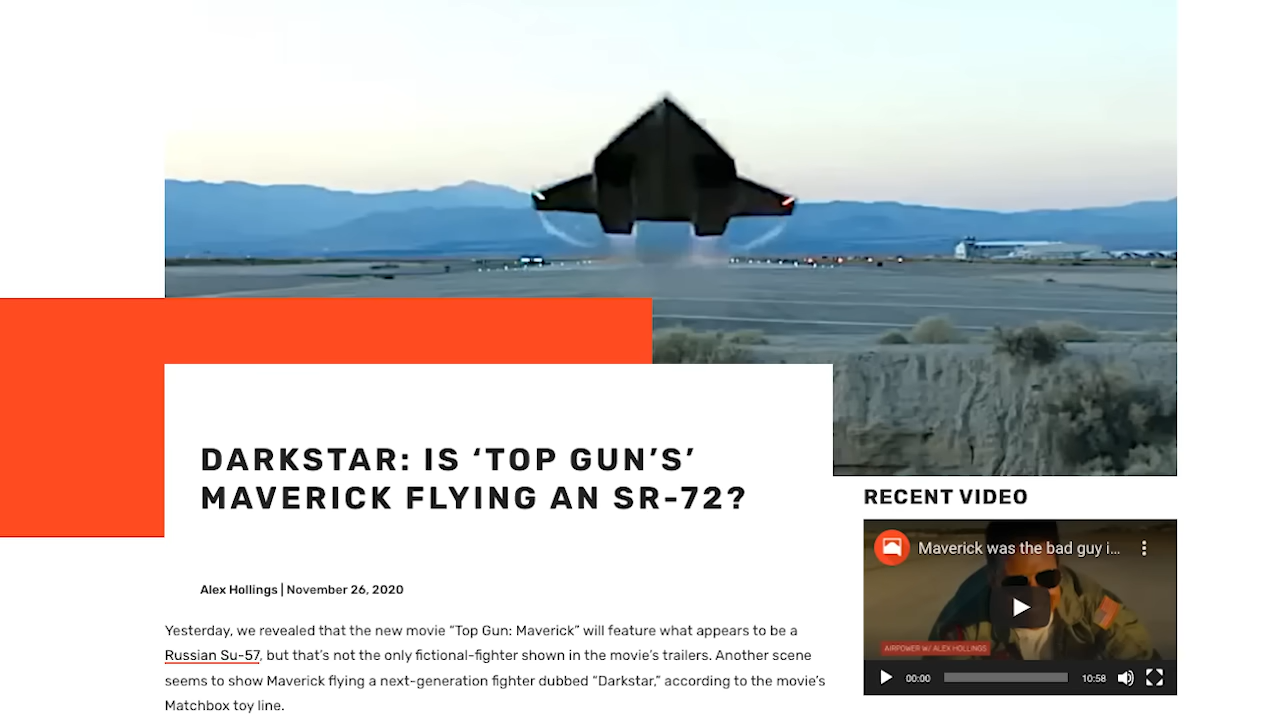 DARKSTAR: IS ‘TOP GUN’S’
MAVERICK FLYING AN SR-72?
Alex Hollings | November 26, 2020
Yesterday, we revealed that the new movie “Top Gun: Maverick” will feature what appears to be a
Russian Su-57, but that’s not the only fictional-fighter shown in the movie’s trailers. Another scene
seems to show Maverick flying a next-generation fighter dubbed “Darkstar,” according to the movie’s
Matchbox toy line.
RECENT VIDEO
Maverick was the bad guy i...
AIRPOWER W/ ALEX HOLLINGS
00:00
10:58